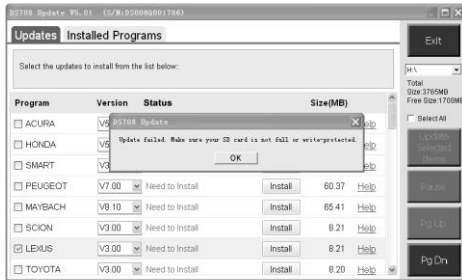 DS708 Update V5.01 (S/N:DS008Q001786)
Updates Installed Programs
Exit
Select the updates to install from the list below:
H:\
Total
Size:3765MB
Free Size:1708MB
Program Version Status Size(MB)
Select All
ACURA
DS708 Update
Help
Update failed. Make sure your SD card is not full or write-protected.
HONDA
Help
Update
Selected
Items
OK
SMART V3
Help
PEUGEOT V7.00 Need to Install Install 60.37 Help
Pause
MAYBACH V8.10 Need to Install Install 65.41 Help
Pg Up
SCION V3.00 Need to Install Install 8.21 Help
LEXUS V3.00 Need to Install Install 8.21 Help
Pg Dn
TOYOTA V3.00 Need to Install Install 8.20 Help